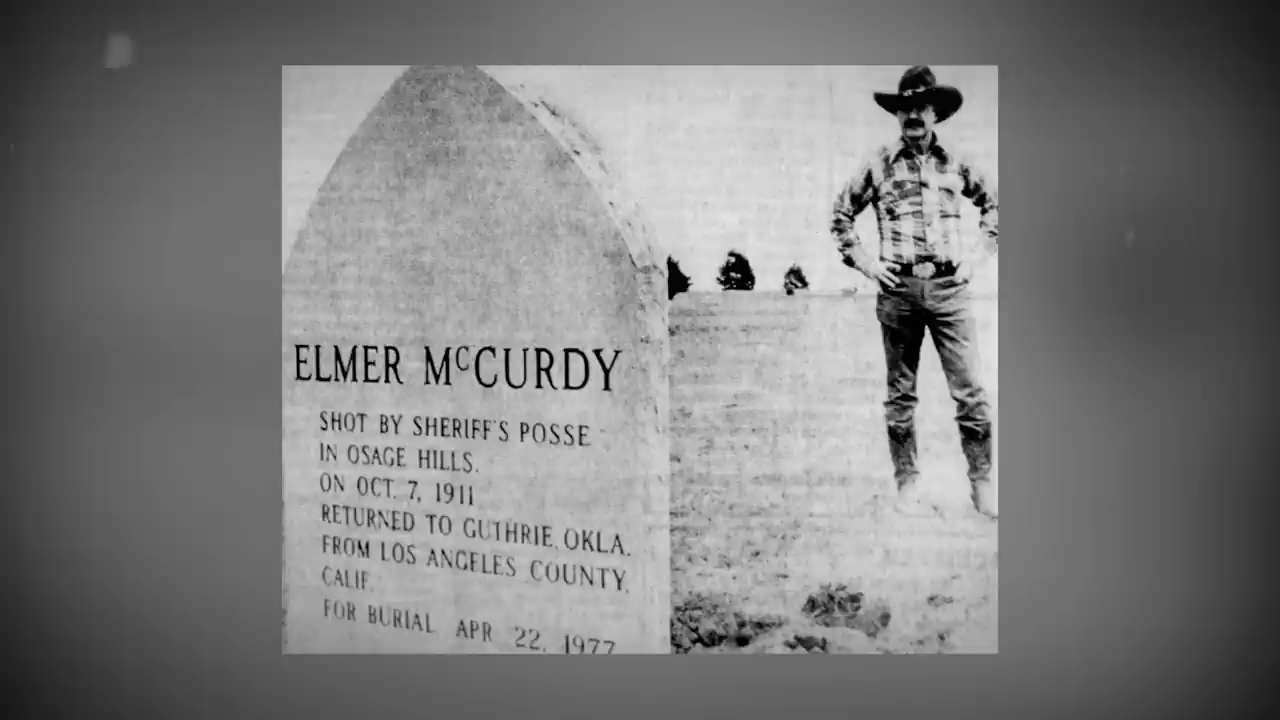 ELMER McCURDY
SHOT BY SHERIFF'S POSSE
IN OSAGE HILLS.
ON OCT. 7, 1911
RETURNED TO GUTHRIE, OKLA.
FROM LOS ANGELES COUNTY,
CALIF.
FOR BURIAL APR. 22, 1977